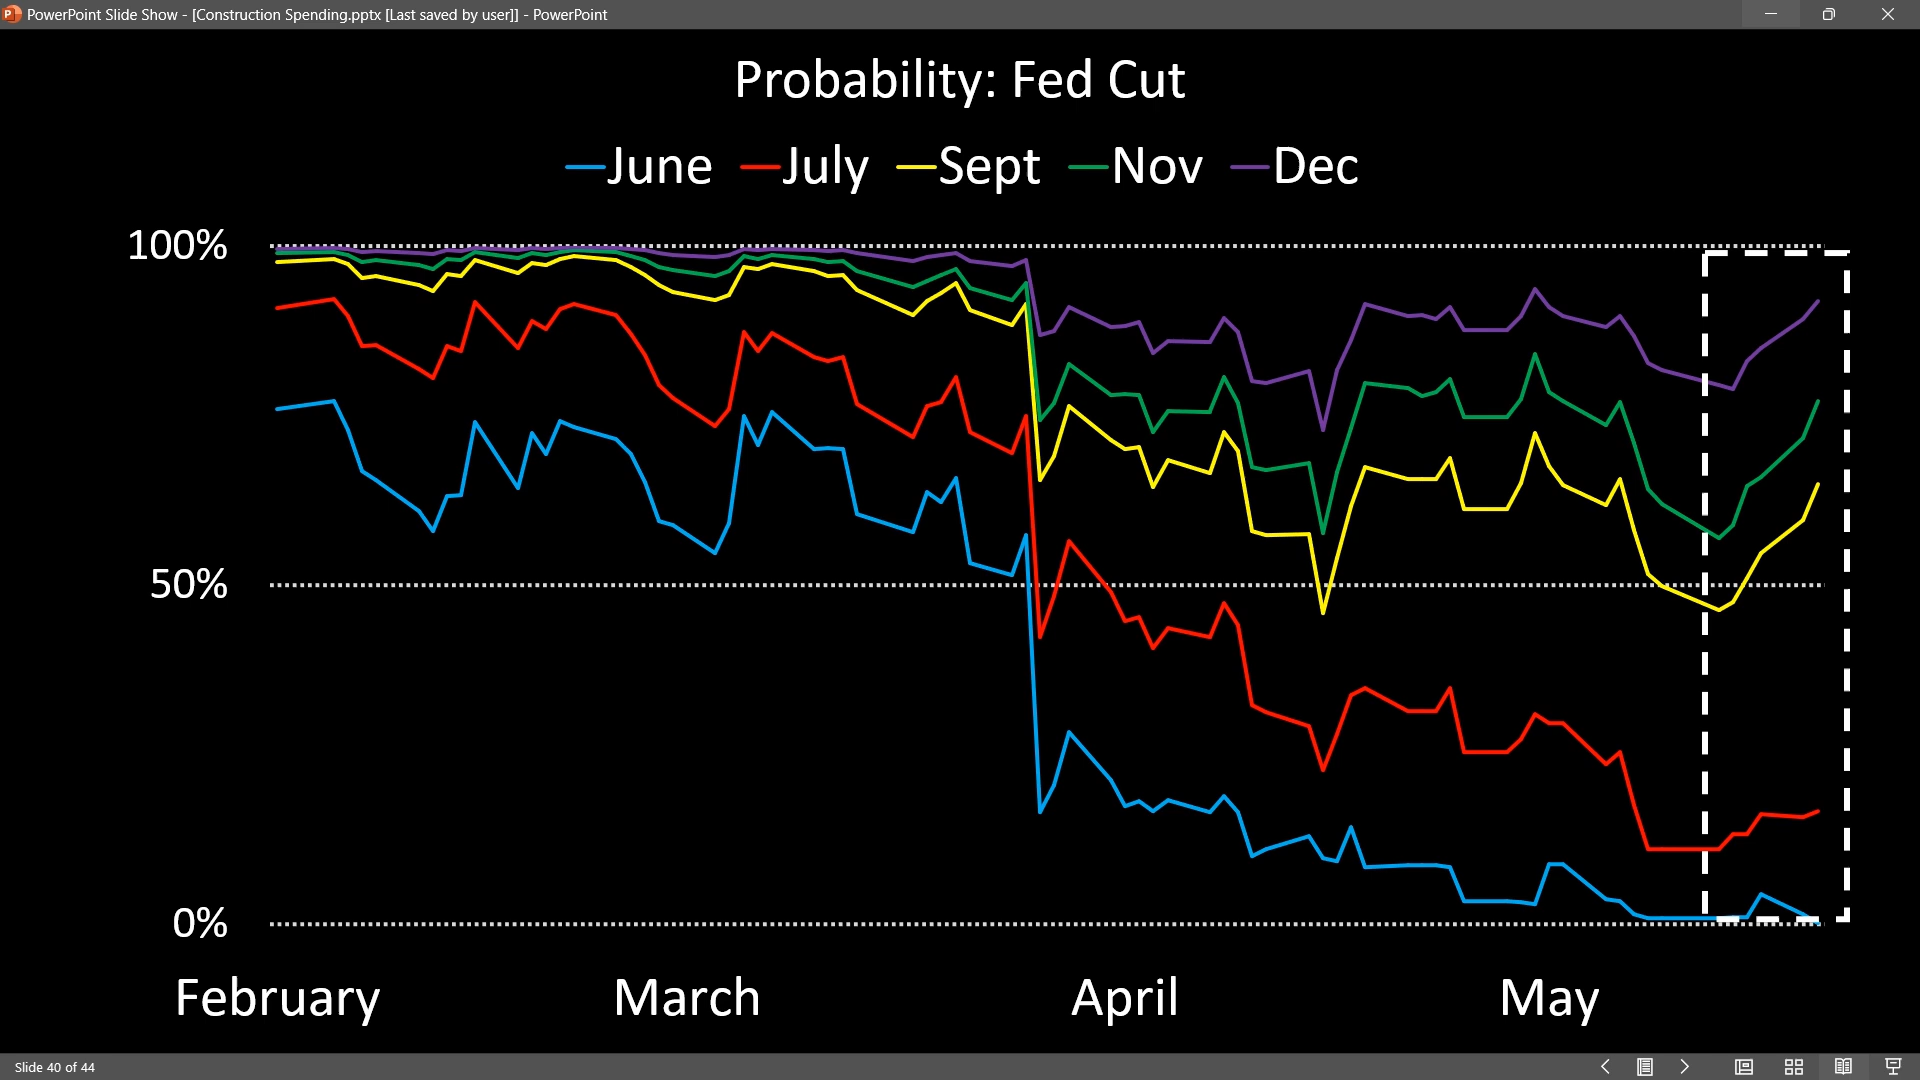 PowerPoint Slide Show - [Construction Spending.pptx [Last saved by user]] - PowerPoint
Probability: Fed Cut
June July Sept Nov Dec
100%
50%
0%
February March April May
Slide 40 of 44